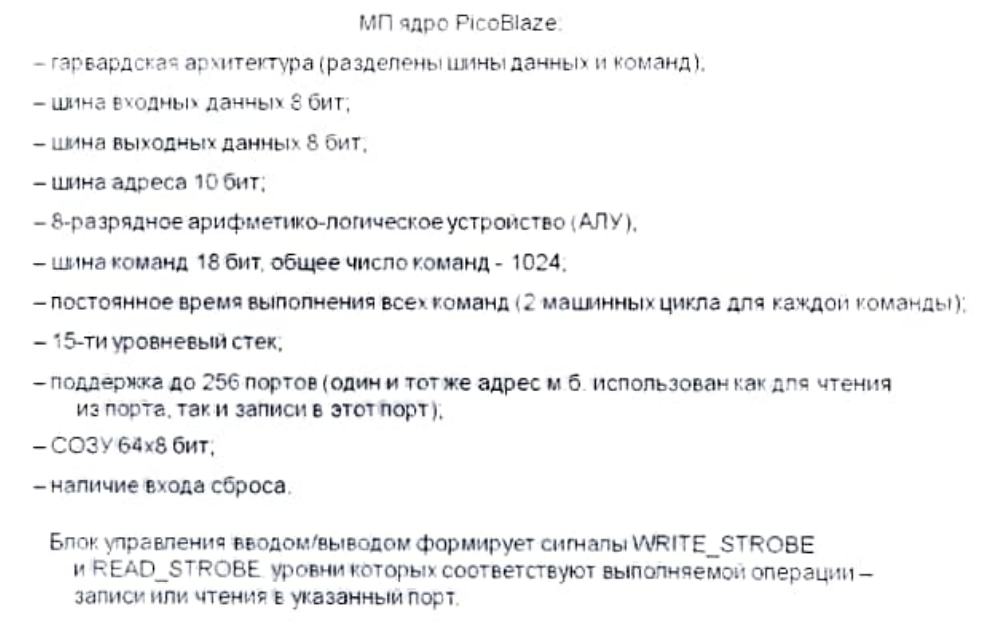 МП ядро PicoBlaze:
– гарвардская архитектура (разделены шины данных и команд);
– шина входных данных 8 бит;
– шина выходных данных 8 бит;
– шина адреса 10 бит;
– 8-разрядное арифметико-логическое устройство (АЛУ),
– шина команд 18 бит, общее число команд - 1024;
– постоянное время выполнения всех команд (2 машинных цикла для каждой команды);
– 15-ти уровневый стек;
– поддержка до 256 портов (один и тот же адрес м.б. использован как для чтения
из порта, так и записи в этот порт);
– СОЗУ 64х8 бит;
– наличие входа сброса.
Блок управления вводом/выводом формирует сигналы WRITE_STROBE
и READ_STROBE уровни которых соответствуют выполняемой операции –
записи или чтения в указанный порт.